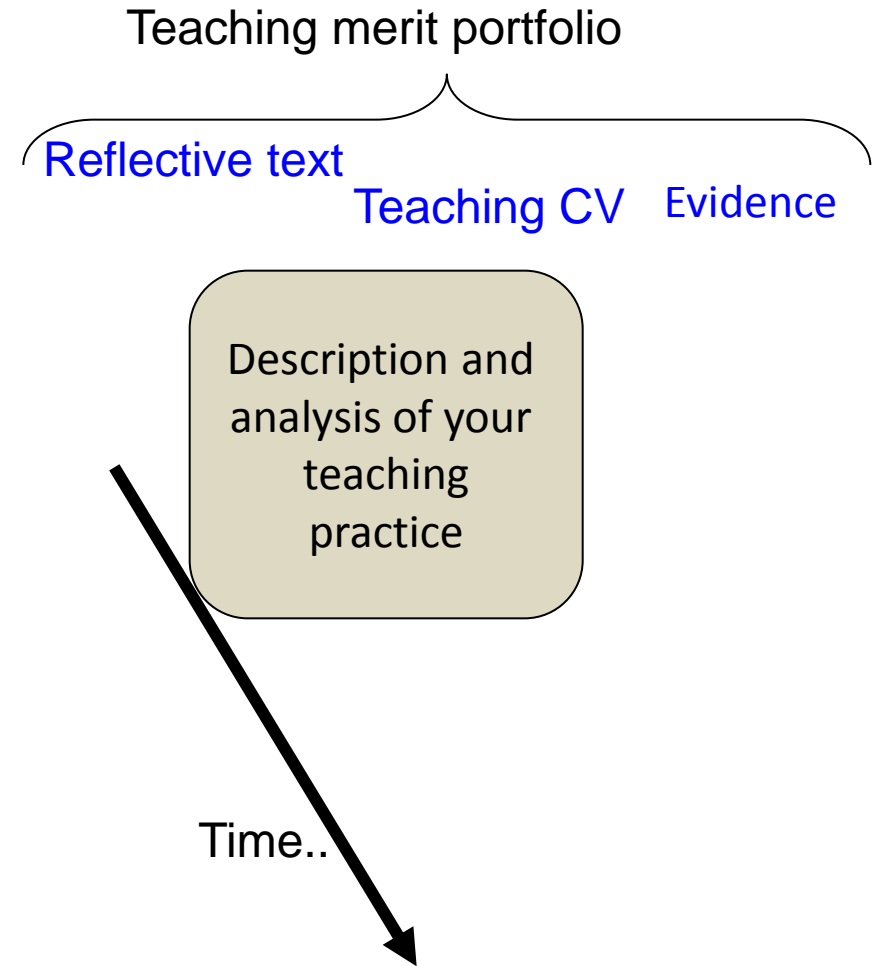 Teaching merit portfolio
Reflective text
Teaching CV Evidence
Description and
analysis of your
teaching
practice
Time..